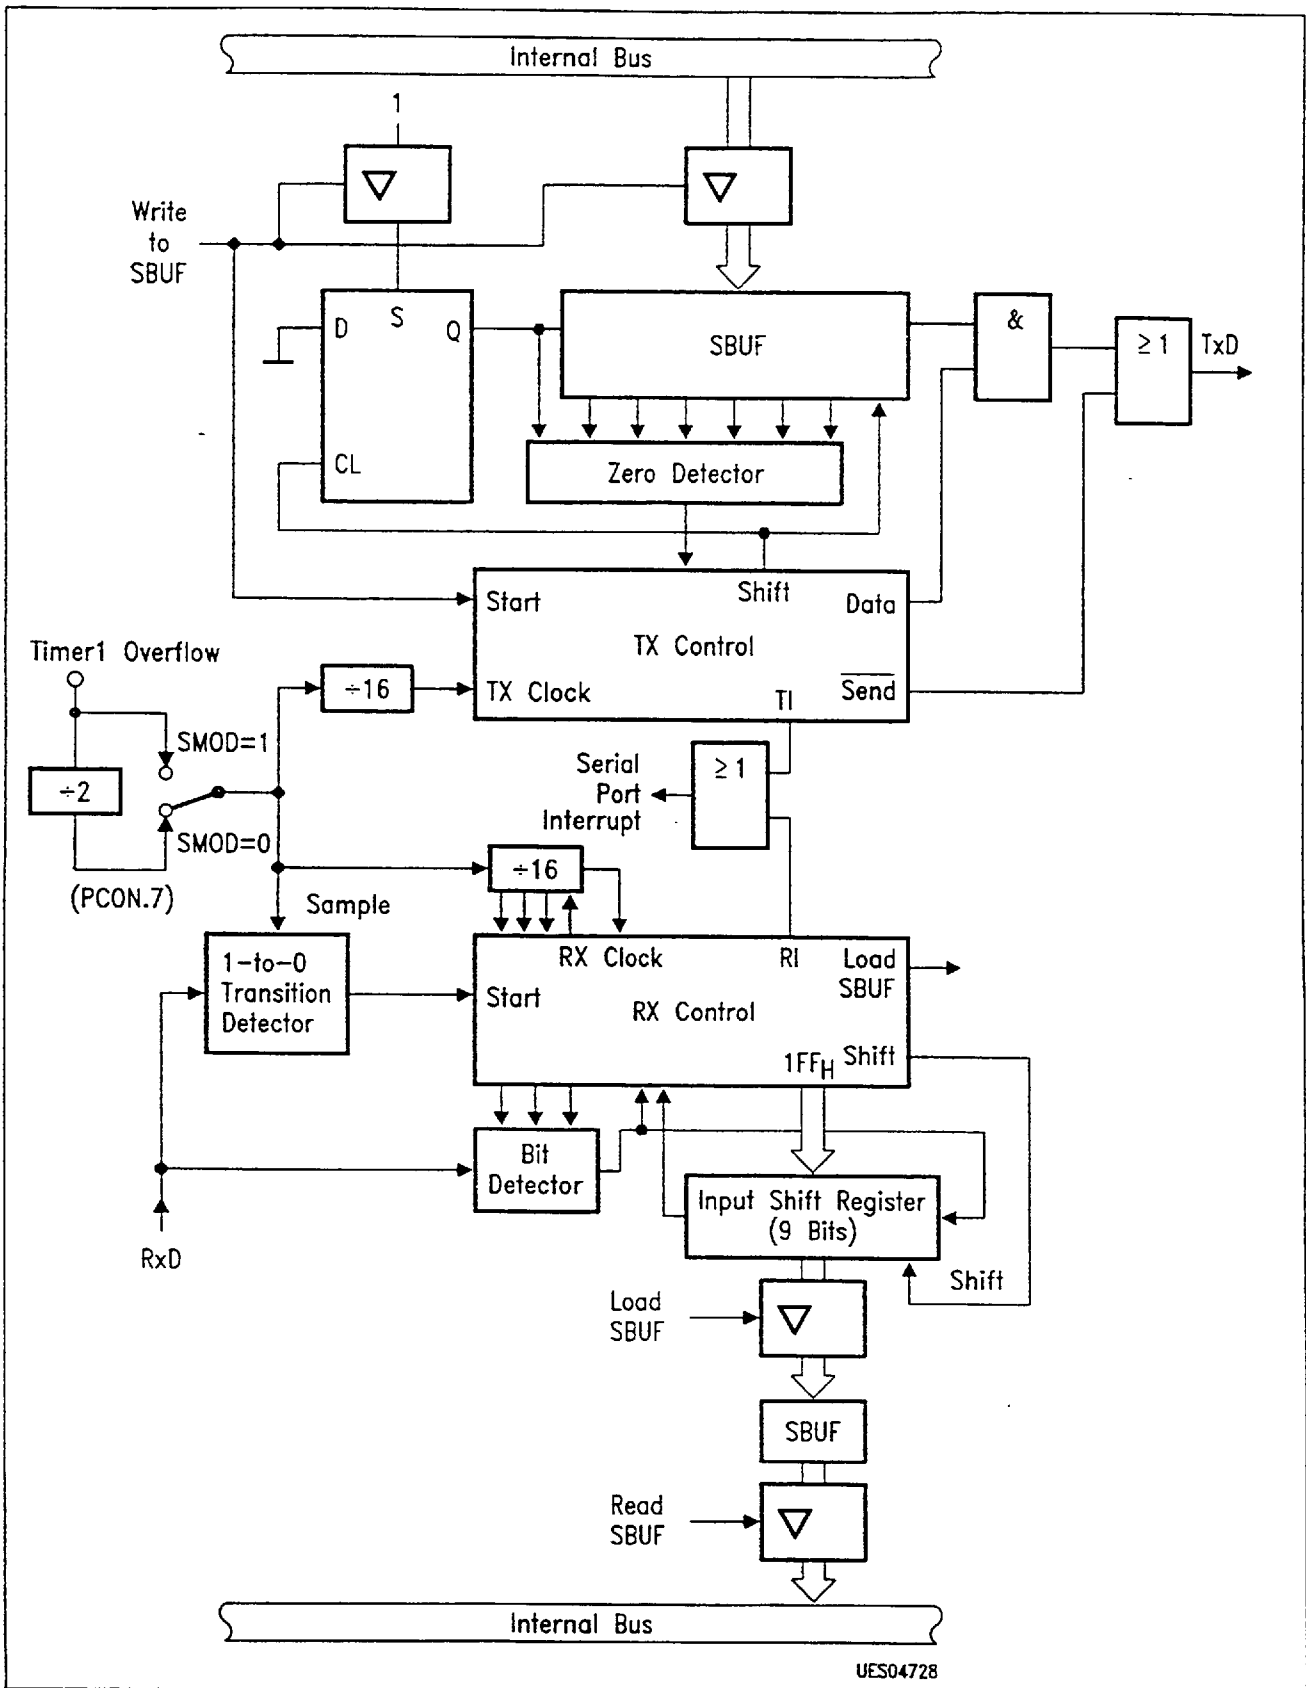 Internal Bus
1
Write
to
SBUF
D
S
Q
CL
SBUF
&
≥1
TxD
Zero Detector
Shift
Start
Data
TX Control
TX Clock
TI
S̅e̅n̅d̅
Timer1 Overflow
÷16
SMOD=1
÷2
SMOD=0
(PCON.7)
Serial
Port
Interrupt
≥1
÷16
Sample
1-to-0
Transition
Detector
RX Clock
RI
Load
SBUF
Start
RX Control
1FFH
Shift
Bit
Detector
RxD
Input Shift Register
(9 Bits)
Shift
Load
SBUF
SBUF
Read
SBUF
Internal Bus
UES04728